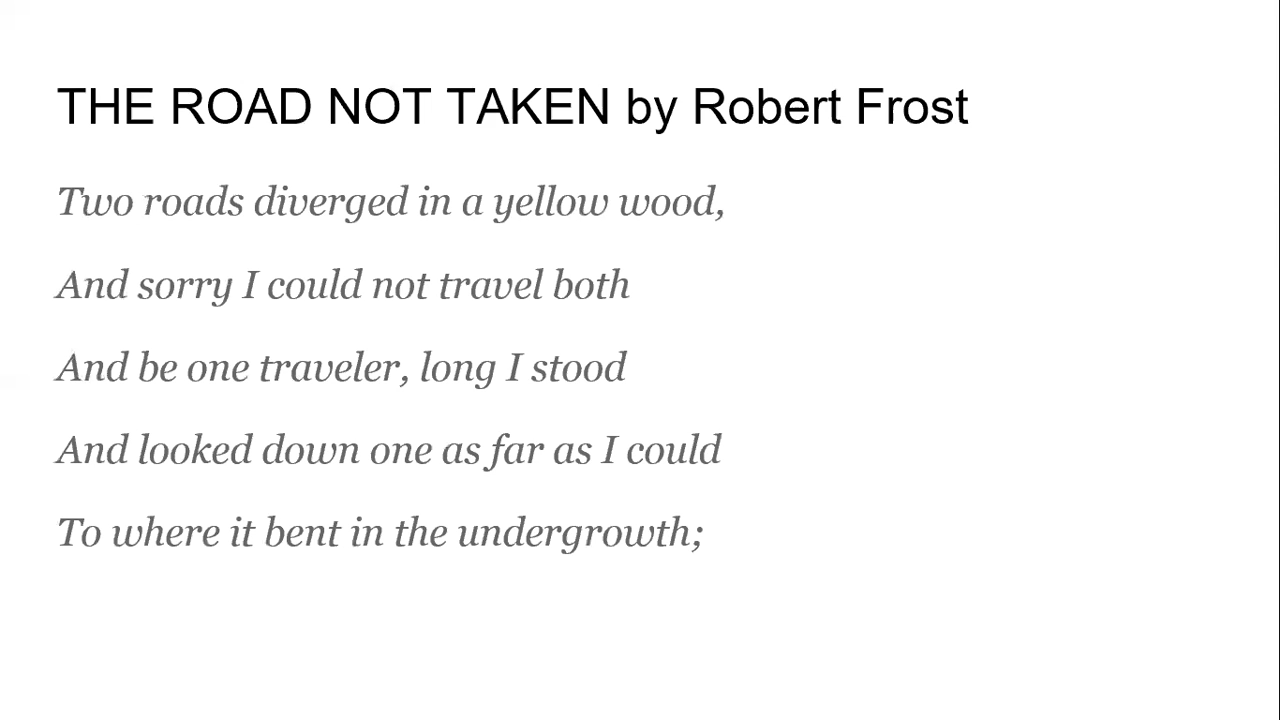 THE ROAD NOT TAKEN by Robert Frost
Two roads diverged in a yellow wood,
And sorry I could not travel both
And be one traveler, long I stood
And looked down one as far as I could
To where it bent in the undergrowth;